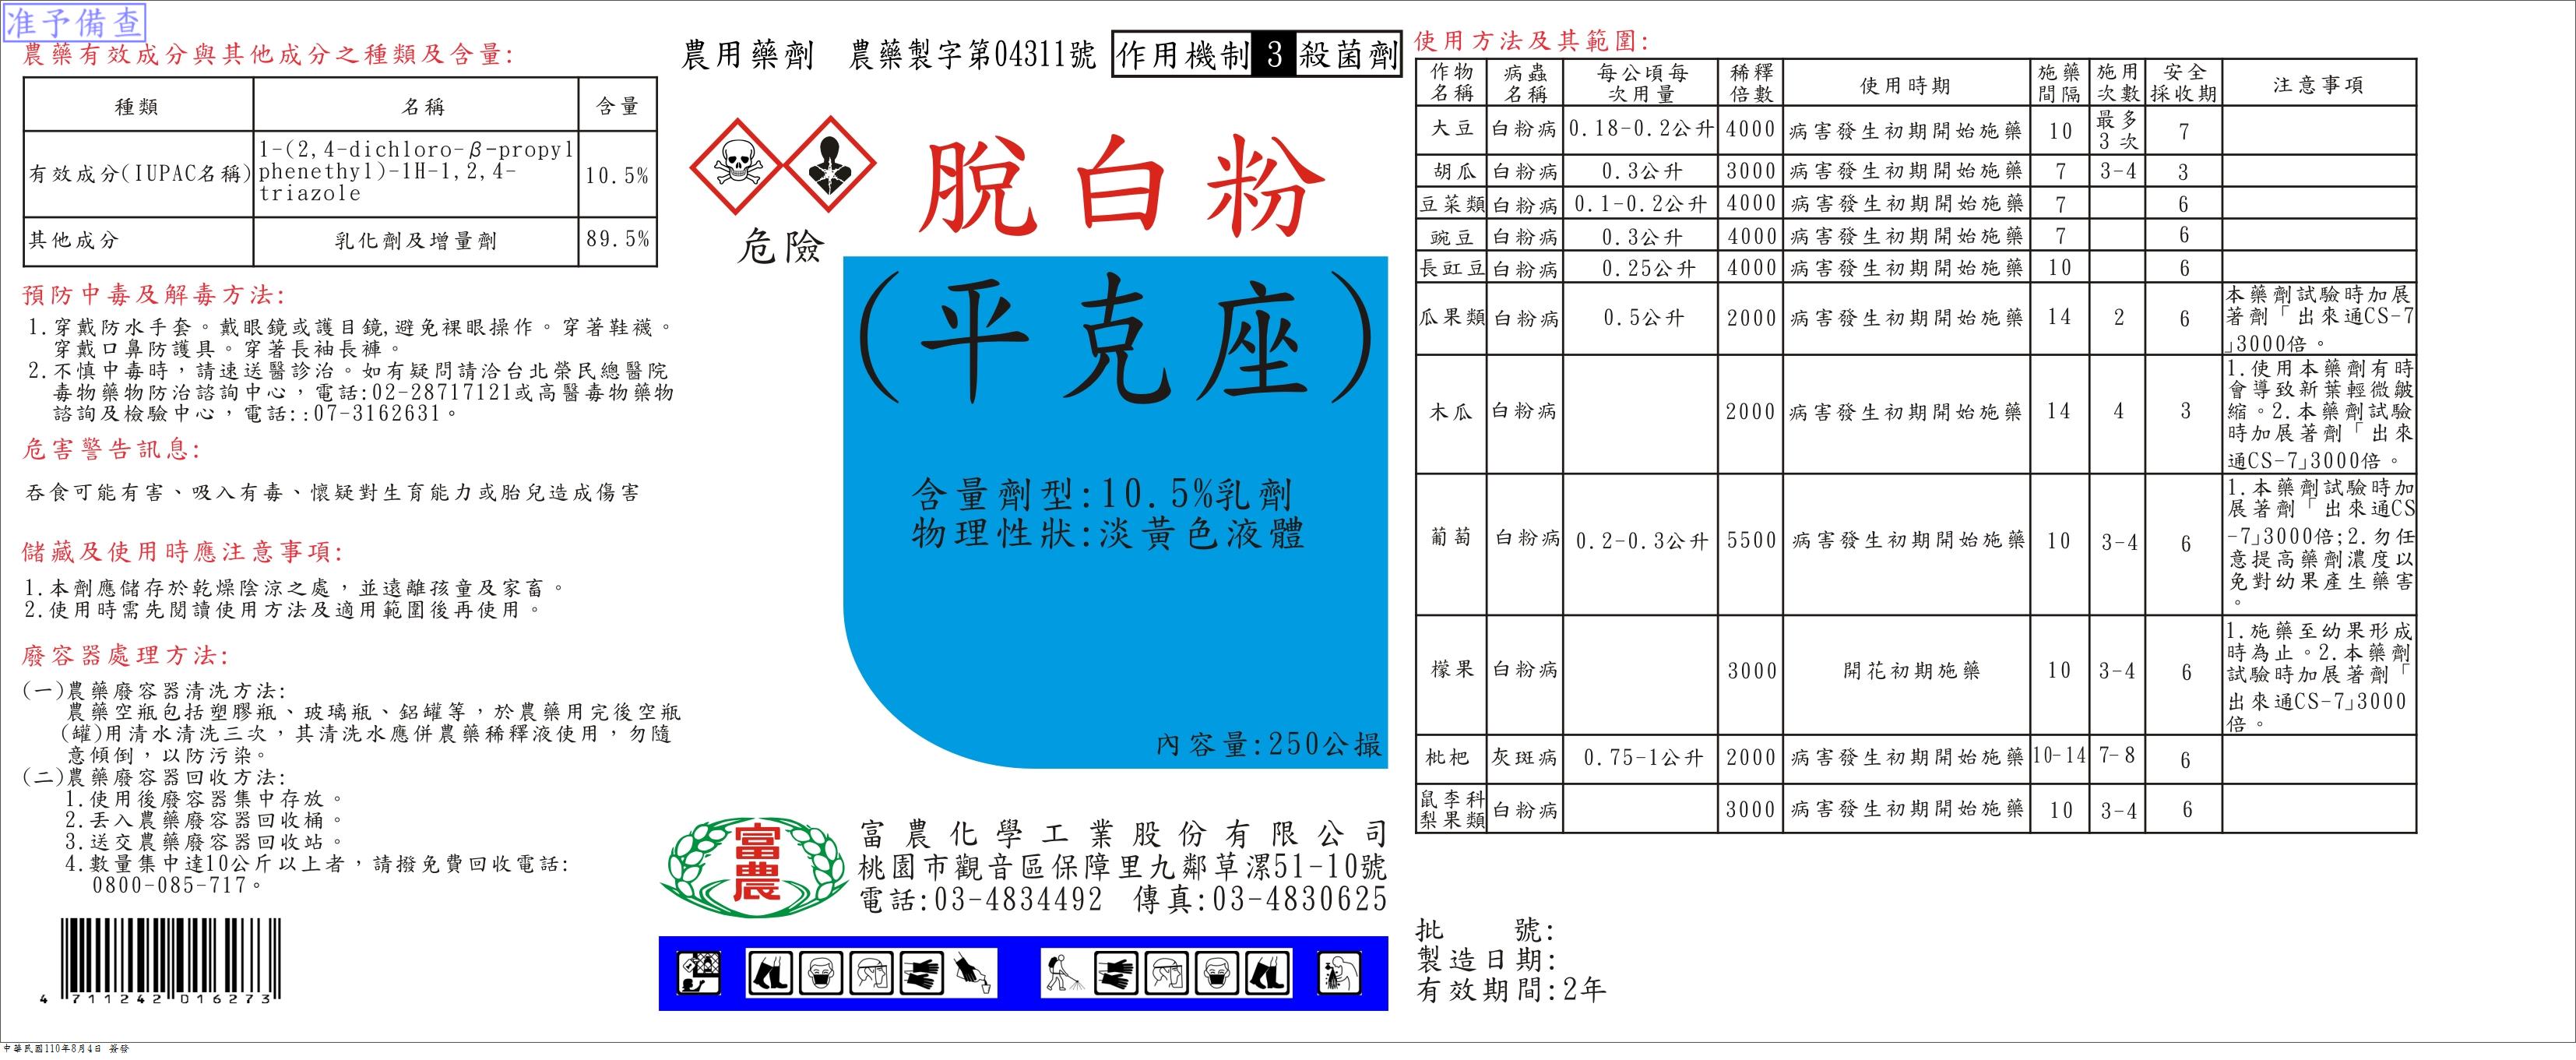 准予備查
農藥有效成分與其他成分之種類及含量:
種類 名稱 含量
有效成分(IUPAC名稱) 1-(2,4-dichloro-β-propyl
phenethyl)-1H-1,2,4-
triazole 10.5%
其他成分 乳化劑及增量劑 89.5%
預防中毒及解毒方法:
1.穿戴防水手套。戴眼鏡或護目鏡,避免裸眼操作。穿著鞋襪。
穿戴口鼻防護具。穿著長袖長褲。
2.不慎中毒時，請速送醫診治。如有疑問請洽台北榮民總醫院
毒物藥物防治諮詢中心，電話:02-28717121或高醫毒物藥物
諮詢及檢驗中心，電話::07-3162631。
危害警告訊息:
吞食可能有害、吸入有毒、懷疑對生育能力或胎兒造成傷害
儲藏及使用時應注意事項:
1.本劑應儲存於乾燥陰涼之處，並遠離孩童及家畜。
2.使用時需先閱讀使用方法及適用範圍後再使用。
廢容器處理方法:
(一)農藥廢容器清洗方法:
農藥空瓶包括塑膠瓶、玻璃瓶、鋁罐等，於農藥用完後空瓶
(罐)用清水清洗三次，其清洗水應併農藥稀釋液使用，勿隨
意傾倒，以防污染。
(二)農藥廢容器回收方法:
1.使用後廢容器集中存放。
2.丟入農藥廢容器回收桶。
3.送交農藥廢容器回收站。
4.數量集中達10公斤以上者，請撥免費回收電話:
0800-085-717。
4 711242 016273
農用藥劑 農藥製字第04311號 作用機制 3 殺菌劑
危險
脫白粉
(平克座)
含量劑型:10.5%乳劑
物理性狀:淡黃色液體
內容量:250公撮
富農
富農化學工業股份有限公司
桃園市觀音區保障里九鄰草漯51-10號
電話:03-4834492 傳真:03-4830625
使用方法及其範圍:
作物名稱 病蟲名稱 每公頃每次用量 稀釋倍數 使用時期 施藥間隔 施用次數 安全採收期 注意事項
大豆 白粉病 0.18-0.2公升 4000 病害發生初期開始施藥 10 最多3次 7
胡瓜 白粉病 0.3公升 3000 病害發生初期開始施藥 7 3-4 3
豆菜類 白粉病 0.1-0.2公升 4000 病害發生初期開始施藥 7 6
豌豆 白粉病 0.3公升 4000 病害發生初期開始施藥 7 6
長豇豆 白粉病 0.25公升 4000 病害發生初期開始施藥 10 6
瓜果類 白粉病 0.5公升 2000 病害發生初期開始施藥 14 2 6 本藥劑試驗時加展
著劑「出來通CS-7
」3000倍。
木瓜 白粉病 2000 病害發生初期開始施藥 14 4 3 1.使用本藥劑有時
會導致新葉輕微皺
縮。2.本藥劑試驗
時加展著劑「出來
通CS-7」3000倍。
葡萄 白粉病 0.2-0.3公升 5500 病害發生初期開始施藥 10 3-4 6 1.本藥劑試驗時加
展著劑「出來通CS
-7」3000倍;2.勿任
意提高藥劑濃度以
免對幼果產生藥害
。
檬果 白粉病 3000 開花初期施藥 10 3-4 6 1.施藥至幼果形成
時為止。2.本藥劑
試驗時加展著劑「
出來通CS-7」3000
倍。
枇杷 灰斑病 0.75-1公升 2000 病害發生初期開始施藥 10-14 7-8 6
鼠李科梨果類 白粉病 3000 病害發生初期開始施藥 10 3-4 6
批 號:
製造日期:
有效期間:2年
中華民國110年8月4日 簽發